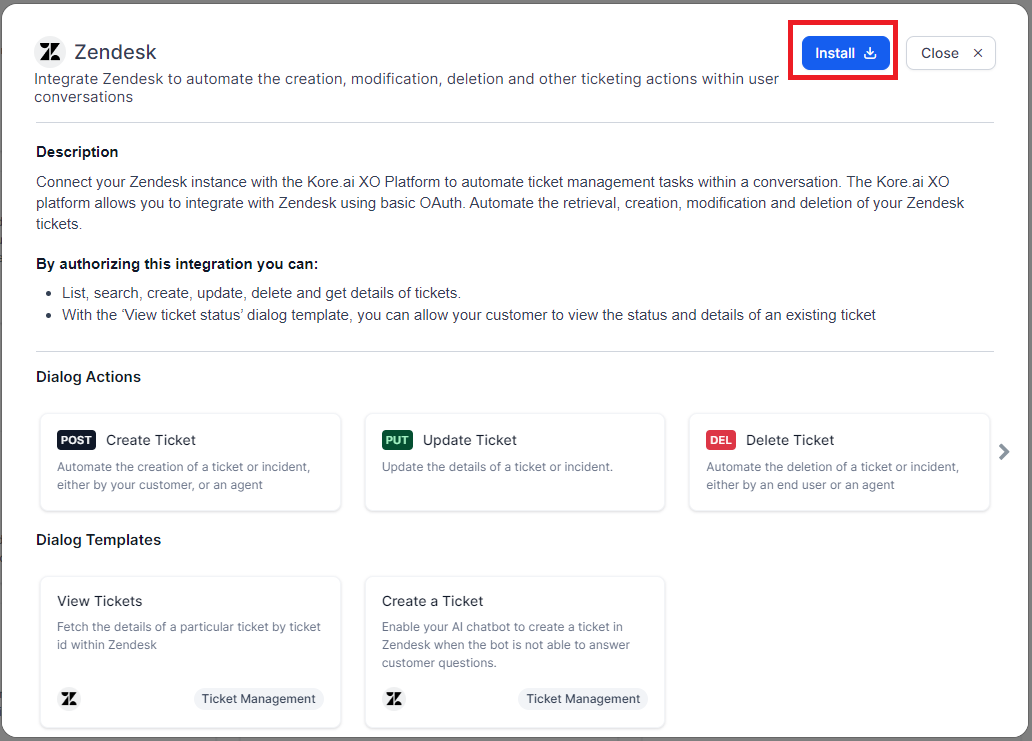 Zendesk
Install
Close
Integrate Zendesk to automate the creation, modification, deletion and other ticketing actions within user
conversations
Description
Connect your Zendesk instance with the Kore.ai XO Platform to automate ticket management tasks within a conversation. The Kore.ai XO
platform allows you to integrate with Zendesk using basic OAuth. Automate the retrieval, creation, modification and deletion of your Zendesk
tickets.
By authorizing this integration you can:
• List, search, create, update, delete and get details of tickets.
• With the ‘View ticket status’ dialog template, you can allow your customer to view the status and details of an existing ticket
Dialog Actions
POST Create Ticket
Automate the creation of a ticket or incident,
either by your customer, or an agent
PUT Update Ticket
Update the details of a ticket or incident.
DEL Delete Ticket
Automate the deletion of a ticket or incident,
either by an end user or an agent
Dialog Templates
View Tickets
Fetch the details of a particular ticket by ticket
id within Zendesk
Ticket Management
Create a Ticket
Enable your AI chatbot to create a ticket in
Zendesk when the bot is not able to answer
customer questions.
Ticket Management